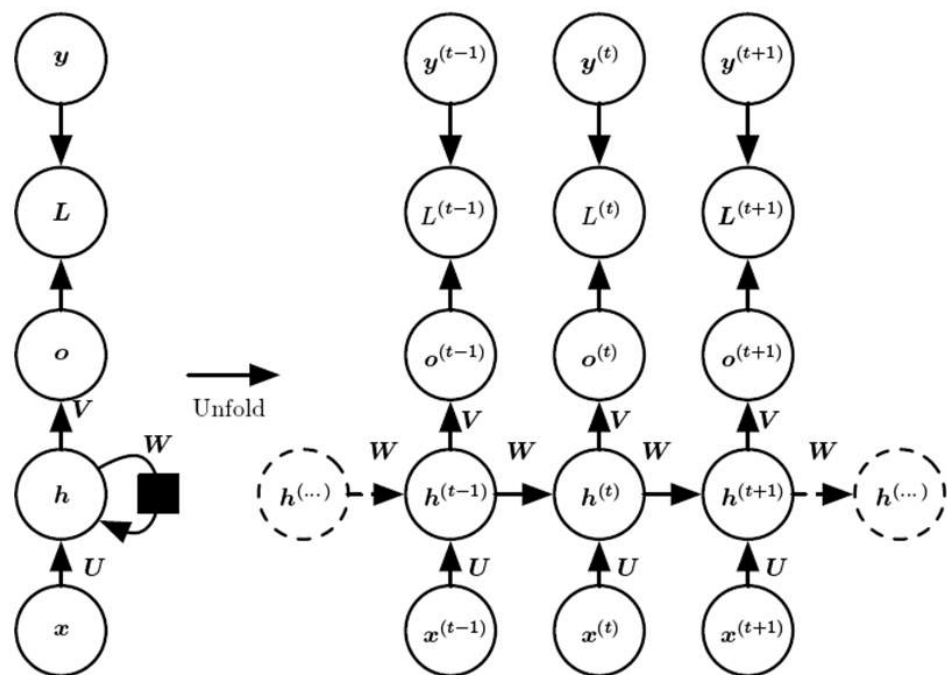 y y^(t−1) y^(t) y^(t+1)
L L^(t−1) L^(t) L^(t+1)
o o^(t−1) o^(t) o^(t+1)
Unfold
V V V V
W W W W W
h h^(...) h^(t−1) h^(t) h^(t+1) h^(...)
U U U U
x x^(t−1) x^(t) x^(t+1)